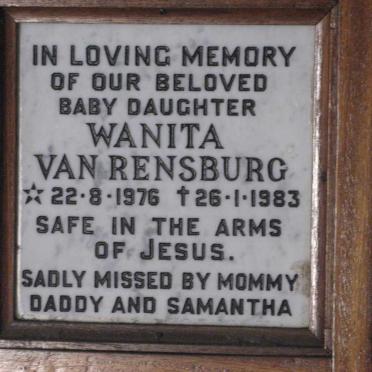 IN LOVING MEMORY
OF OUR BELOVED
BABY DAUGHTER
WANITA
VAN RENSBURG
☆ 22·8·1976 ✝ 26·1·1983
SAFE IN THE ARMS
OF JESUS.
SADLY MISSED BY MOMMY
DADDY AND SAMANTHA